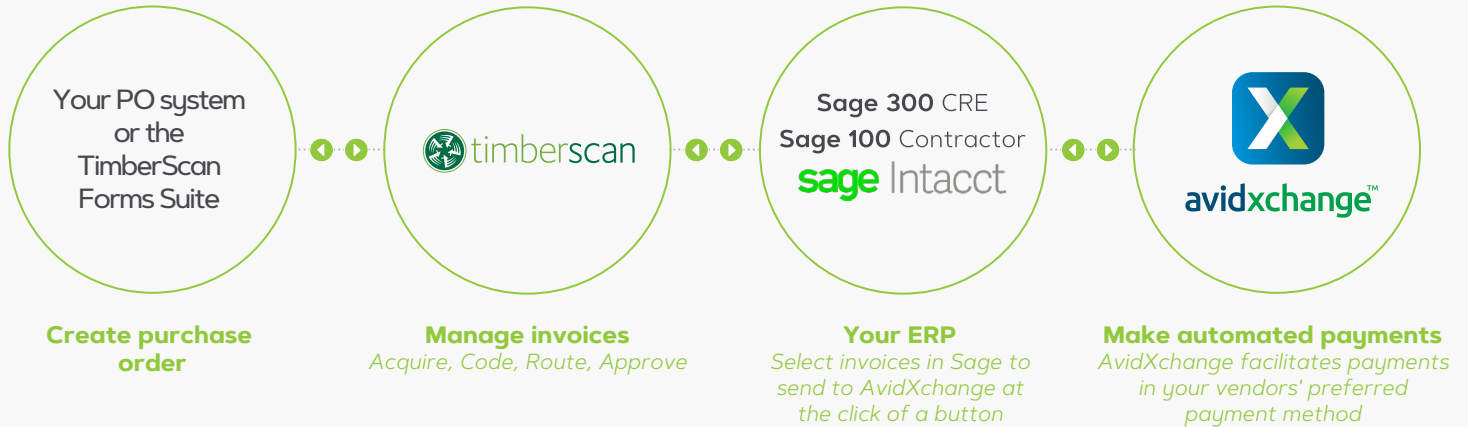 Your PO system
or the
TimberScan
Forms Suite
timberscan
Sage 300 CRE
Sage 100 Contractor
sage Intacct
avidxchange™
Create purchase
order
Manage invoices
Acquire, Code, Route, Approve
Your ERP
Select invoices in Sage to
send to AvidXchange at
the click of a button
Make automated payments
AvidXchange facilitates payments
in your vendors' preferred
payment method